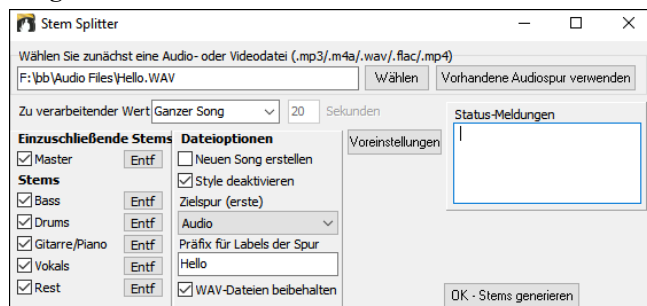 Stem Splitter
Wählen Sie zunächst eine Audio- oder Videodatei (.mp3/.m4a/.wav/.flac/.mp4)
F:\bb\Audio Files\Hello.WAV Wählen Vorhandene Audiospur verwenden
Zu verarbeitender Wert Ganzer Song 20 Sekunden
Status-Meldungen
Einzuschließende Stems Dateioptionen Voreinstellungen
Master Entf Neuen Song erstellen
Stems Style deaktivieren
Bass Entf Zielspur (erste)
Drums Entf Audio
Gitarre/Piano Entf Präfix für Labels der Spur
Vokals Entf Hello
Rest Entf WAV-Dateien beibehalten
OK - Stems generieren